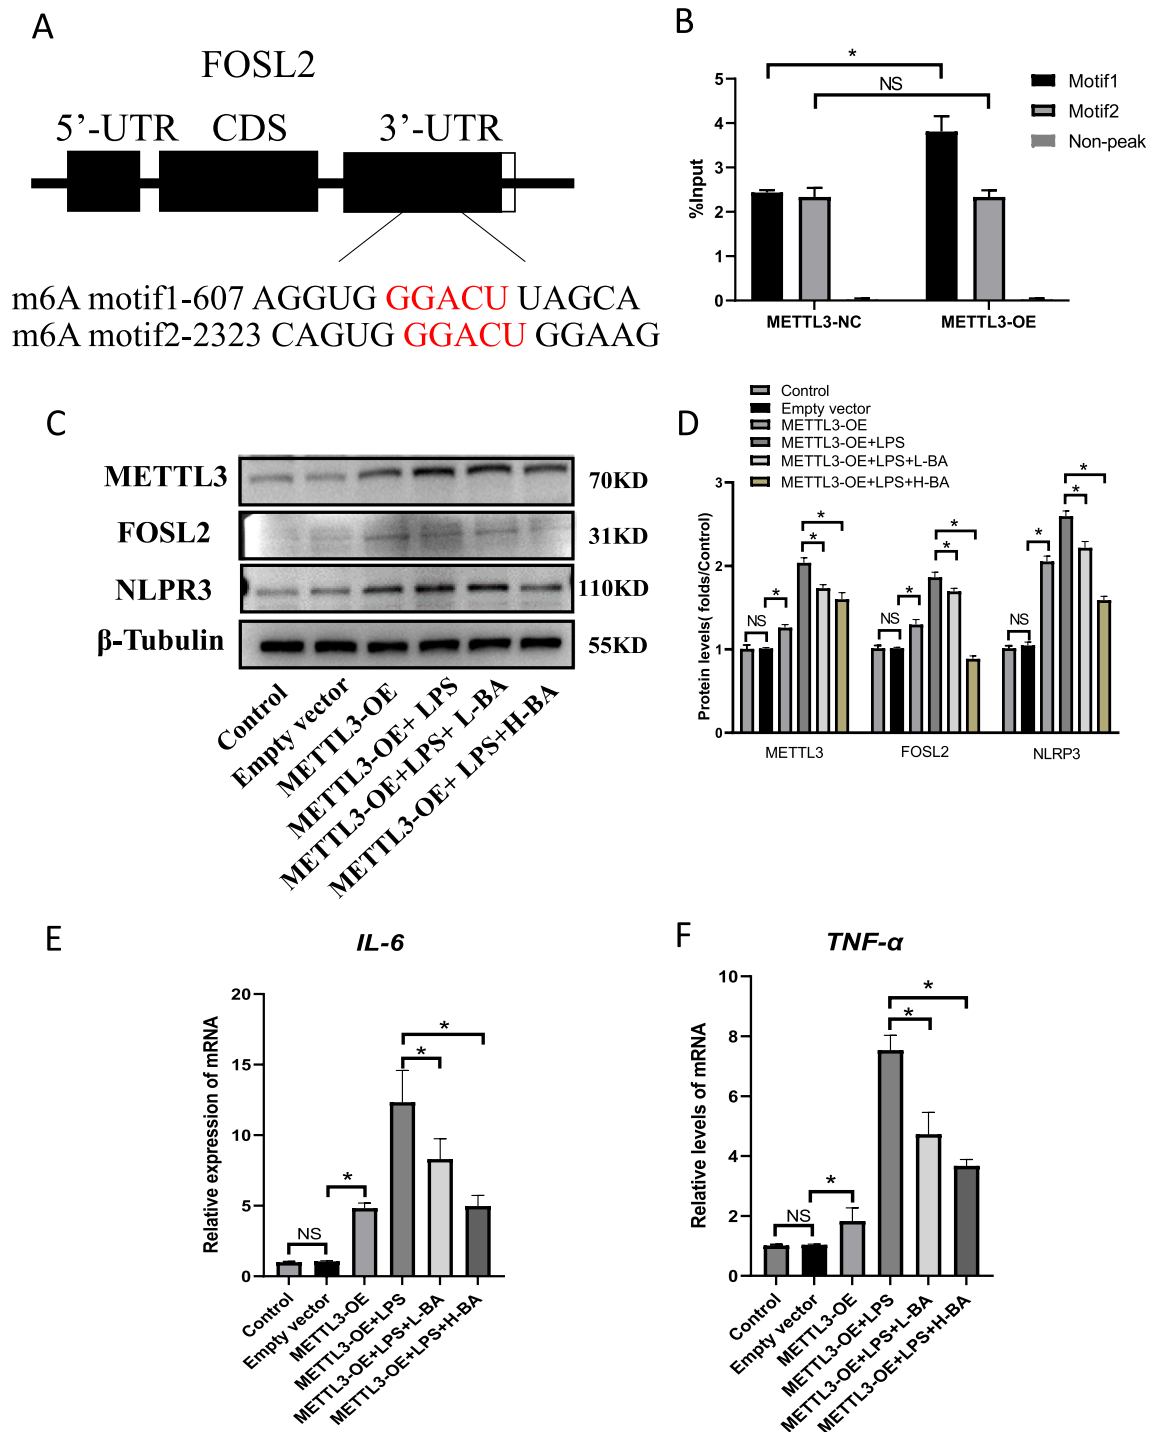 A
FOSL2
5’-UTR CDS 3’-UTR
m6A motif1-607 AGGUG GGACU UAGCA
m6A motif2-2323 CAGUG GGACU GGAAG
B
*
NS
Motif1
Motif2
Non-peak
%Input
5
4
3
2
1
0
METTL3-NC METTL3-OE
C
METTL3 70KD
FOSL2 31KD
NLPR3 110KD
β-Tubulin 55KD
Control
Empty vector
METTL3-OE
METTL3-OE+ LPS
METTL3-OE+LPS+ L-BA
METTL3-OE+ LPS+H-BA
D
Control
Empty vector
METTL3-OE
METTL3-OE+LPS
METTL3-OE+LPS+L-BA
METTL3-OE+LPS+H-BA
Protein levels( folds/Control)
3
2
1
0
NS * * *
NS * * *
NS * * *
METTL3 FOSL2 NLRP3
E
IL-6
Relative expression of mRNA
20
15
10
5
0
NS
*
*
*
Control
Empty vector
METTL3-OE
METTL3-OE+LPS
METTL3-OE+LPS+L-BA
METTL3-OE+LPS+H-BA
F
TNF-α
Relative levels of mRNA
10
8
6
4
2
0
NS
*
*
*
Control
Empty vector
METTL3-OE
METTL3-OE+LPS
METTL3-OE+LPS+L-BA
METTL3-OE+LPS+H-BA